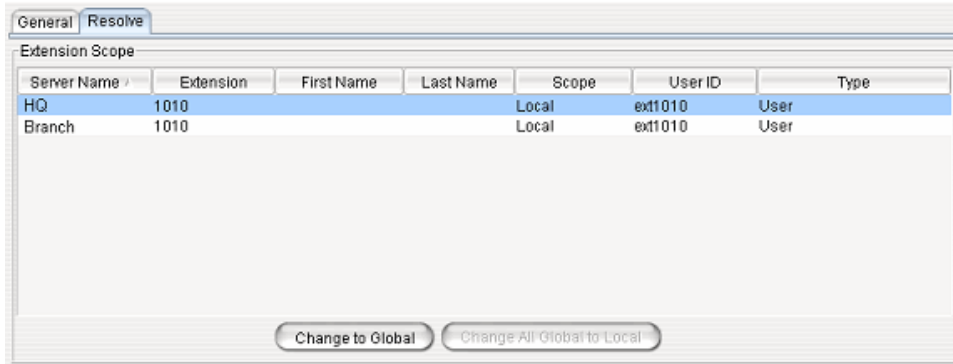 General Resolve
Extension Scope
Server Name Extension First Name Last Name Scope User ID Type
HQ 1010 Local ext1010 User
Branch 1010 Local ext1010 User
Change to Global Change All Global to Local